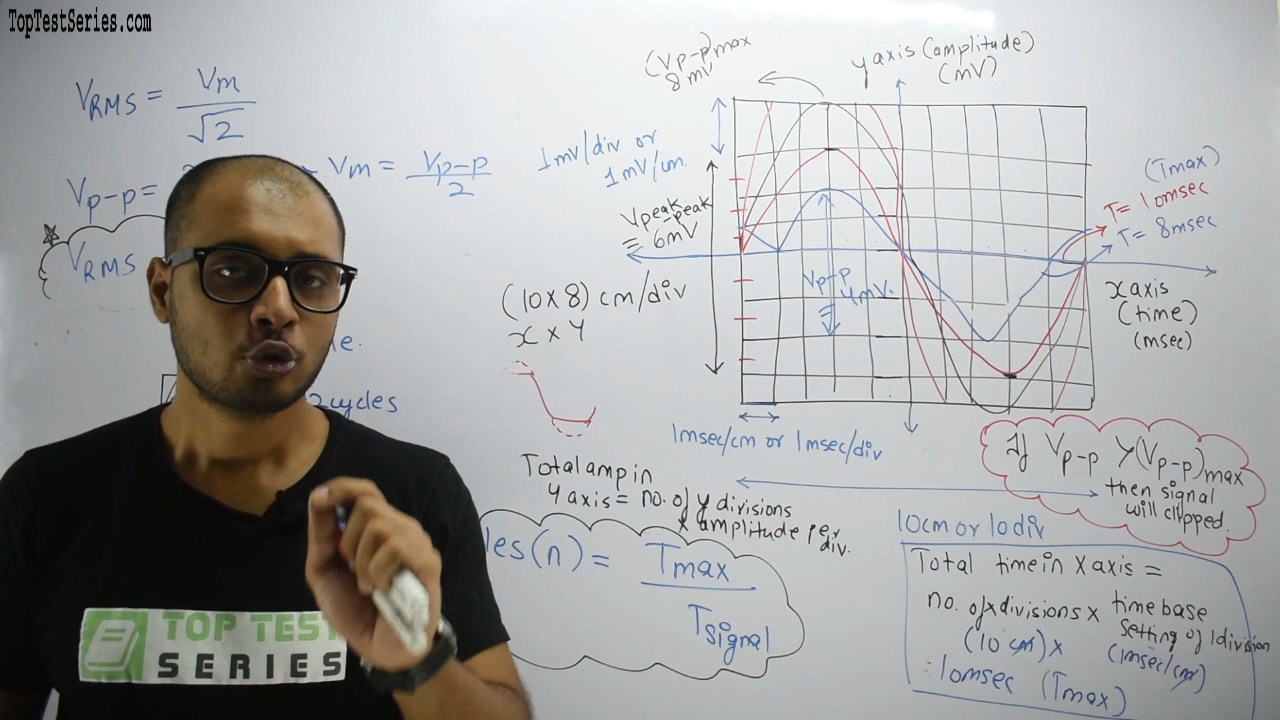 TopTestSeries.com
VRMS = Vm
√2
Vp-p =
Vm = Vp-p
2
VRMS
2cycles
1mV/div or
1mV/cm.
(Vp-p)max
8mV
y axis (amplitude)
(mV)
Vpeak-peak
= 6mV
Vp-p
= 4mV.
(Tmax)
T= 10msec
T= 8msec
x axis
(time)
(msec)
(10x8) cm/div
x x y
1msec/cm or 1msec/div
Total amp in
y axis = no. of y divisions
x amplitude per
div.
les(n) = Tmax
Tsignal
If Vp-p > (Vp-p)max
then signal
will clipped.
10cm or 10div
Total time in X axis =
no. of x divisions x time base
setting of 1division
(10 cm) x (1msec/cm)
= 10msec (Tmax)
TOP TEST
SERIES